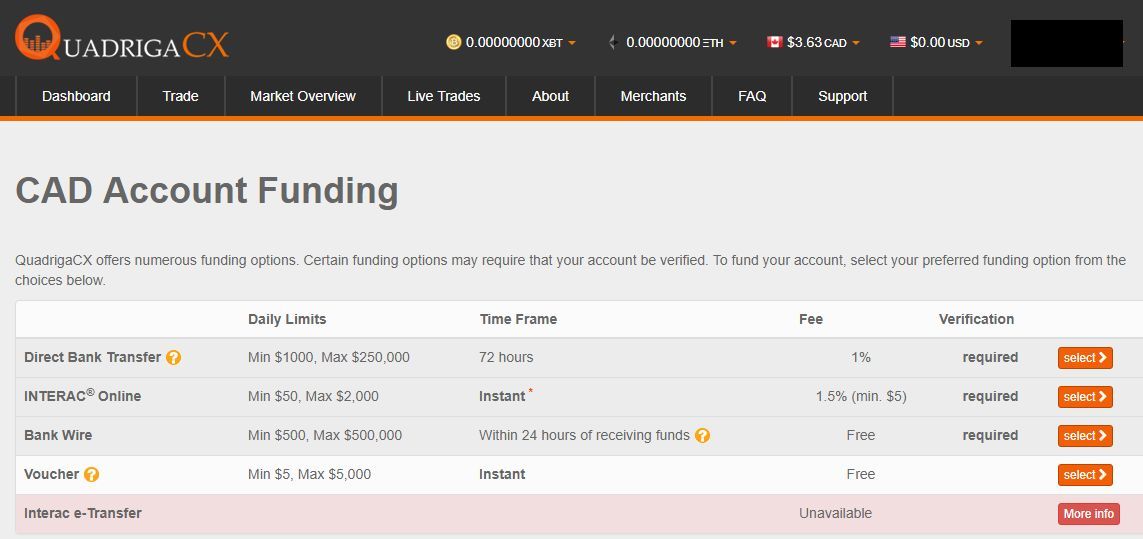 QUADRIGACX
0.00000000 XBT 0.00000000 ETH $3.63 CAD $0.00 USD
Dashboard Trade Market Overview Live Trades About Merchants FAQ Support
CAD Account Funding
QuadrigaCX offers numerous funding options. Certain funding options may require that your account be verified. To fund your account, select your preferred funding option from the
choices below.
Daily Limits Time Frame Fee Verification
Direct Bank Transfer ? Min $1000, Max $250,000 72 hours 1% required select
INTERAC® Online Min $50, Max $2,000 Instant * 1.5% (min. $5) required select
Bank Wire Min $500, Max $500,000 Within 24 hours of receiving funds ? Free required select
Voucher ? Min $5, Max $5,000 Instant Free select
Interac e-Transfer Unavailable More info